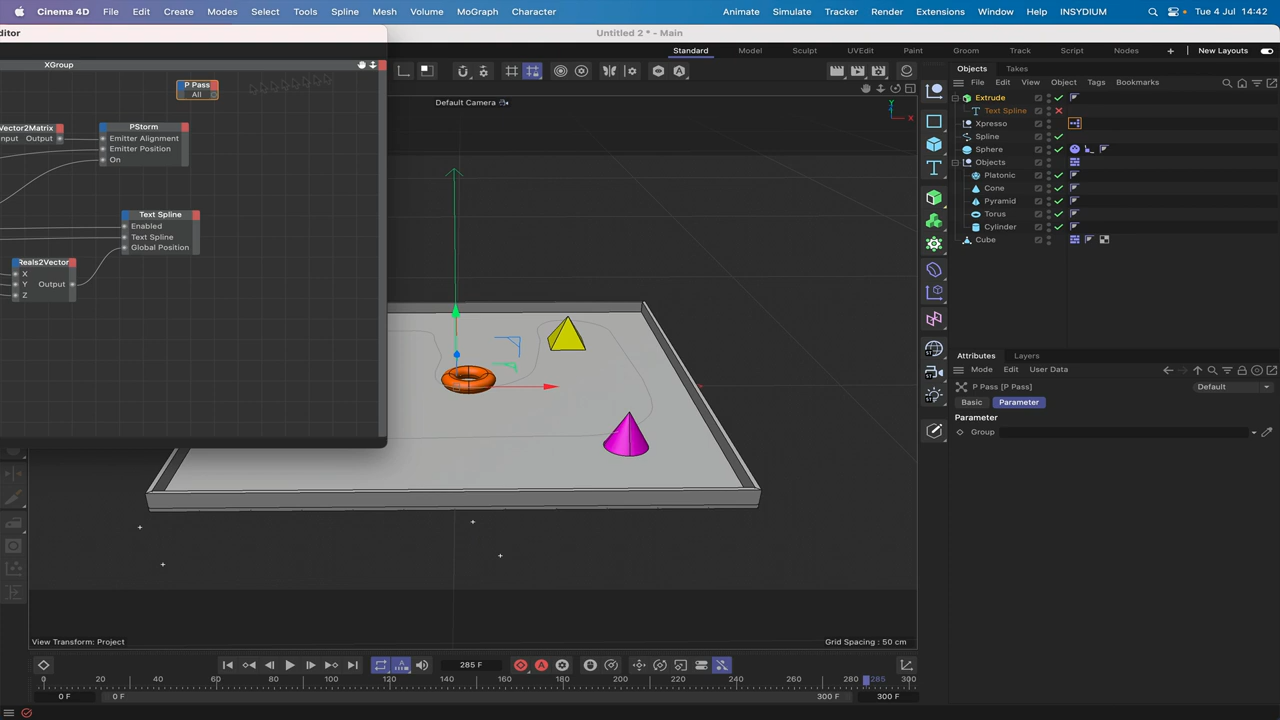 Cinema 4D File Edit Create Modes Select Tools Spline Mesh Volume MoGraph Character Animate Simulate Tracker Render Extensions Window Help INSYDIUM Tue 4 Jul 14:42
ditor
Untitled 2 * - Main
Standard Model Sculpt UVEdit Paint Groom Track Script Nodes + New Layouts
XGroup
Objects Takes
File Edit View Object Tags Bookmarks
P Pass
All
Default Camera
Y
X
Extrude
Text Spline
Xpresso
Spline
Sphere
Objects
Platonic
Cone
Pyramid
Torus
Cylinder
Cube
Vector2Matrix
nput Output
PStorm
Emitter Alignment
Emitter Position
On
Text Spline
Enabled
Text Spline
Global Position
Reals2Vector
X
Y Output
Z
Attributes Layers
Mode Edit User Data
P Pass [P Pass] Default
Basic Parameter
Parameter
Group
ST
ST
ST
View Transform: Project Grid Spacing : 50 cm
285 F
0 20 40 60 80 100 120 140 160 180 200 220 240 260 280 285 300
0 F 0 F 300 F 300 F